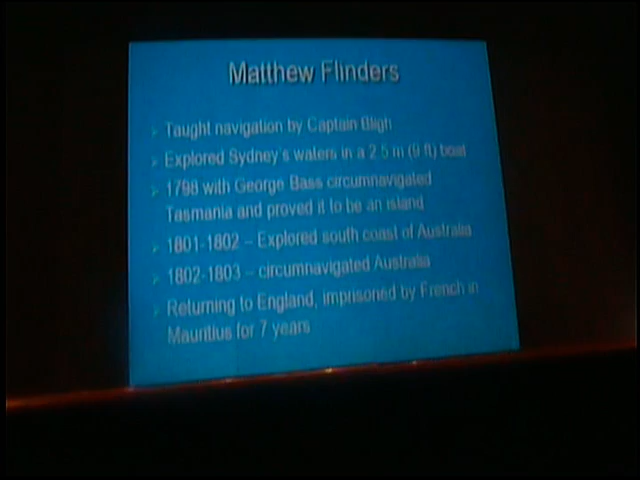 Matthew Flinders
Taught navigation by Captain Bligh
Explored Sydney's waters in a 2.5 m (9 ft) boat
1798 with George Bass circumnavigated
Tasmania and proved it to be an island
1801-1802 – Explored south coast of Australia
1802-1803 – circumnavigated Australia
Returning to England, imprisoned by French in
Mauritius for 7 years